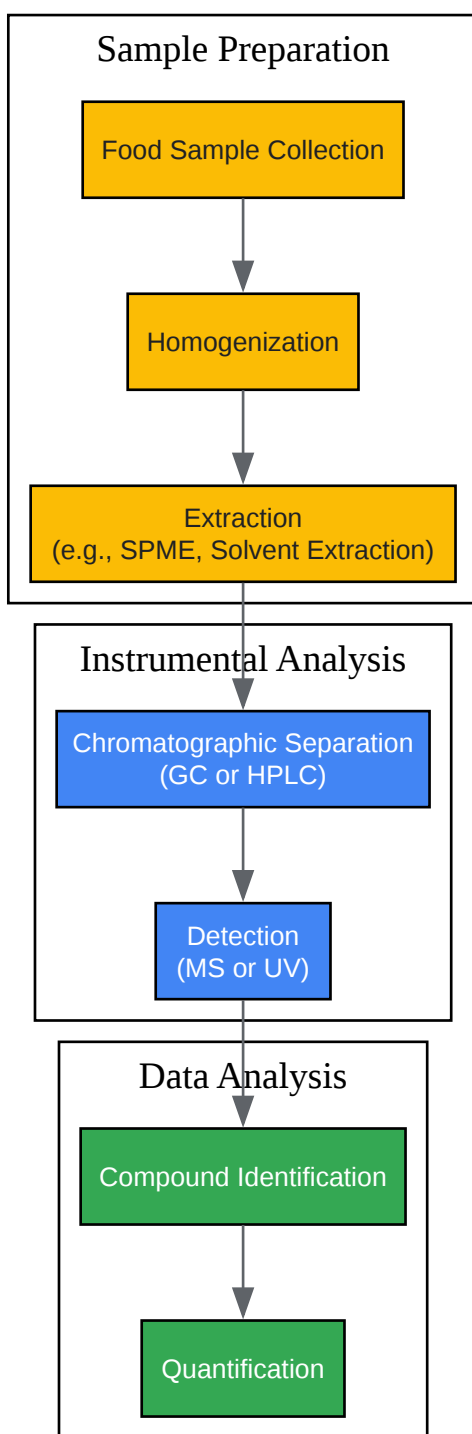 Sample Preparation
Food Sample Collection
Homogenization
Extraction
(e.g., SPME, Solvent Extraction)
Instrumental Analysis
Chromatographic Separation
(GC or HPLC)
Detection
(MS or UV)
Data Analysis
Compound Identification
Quantification